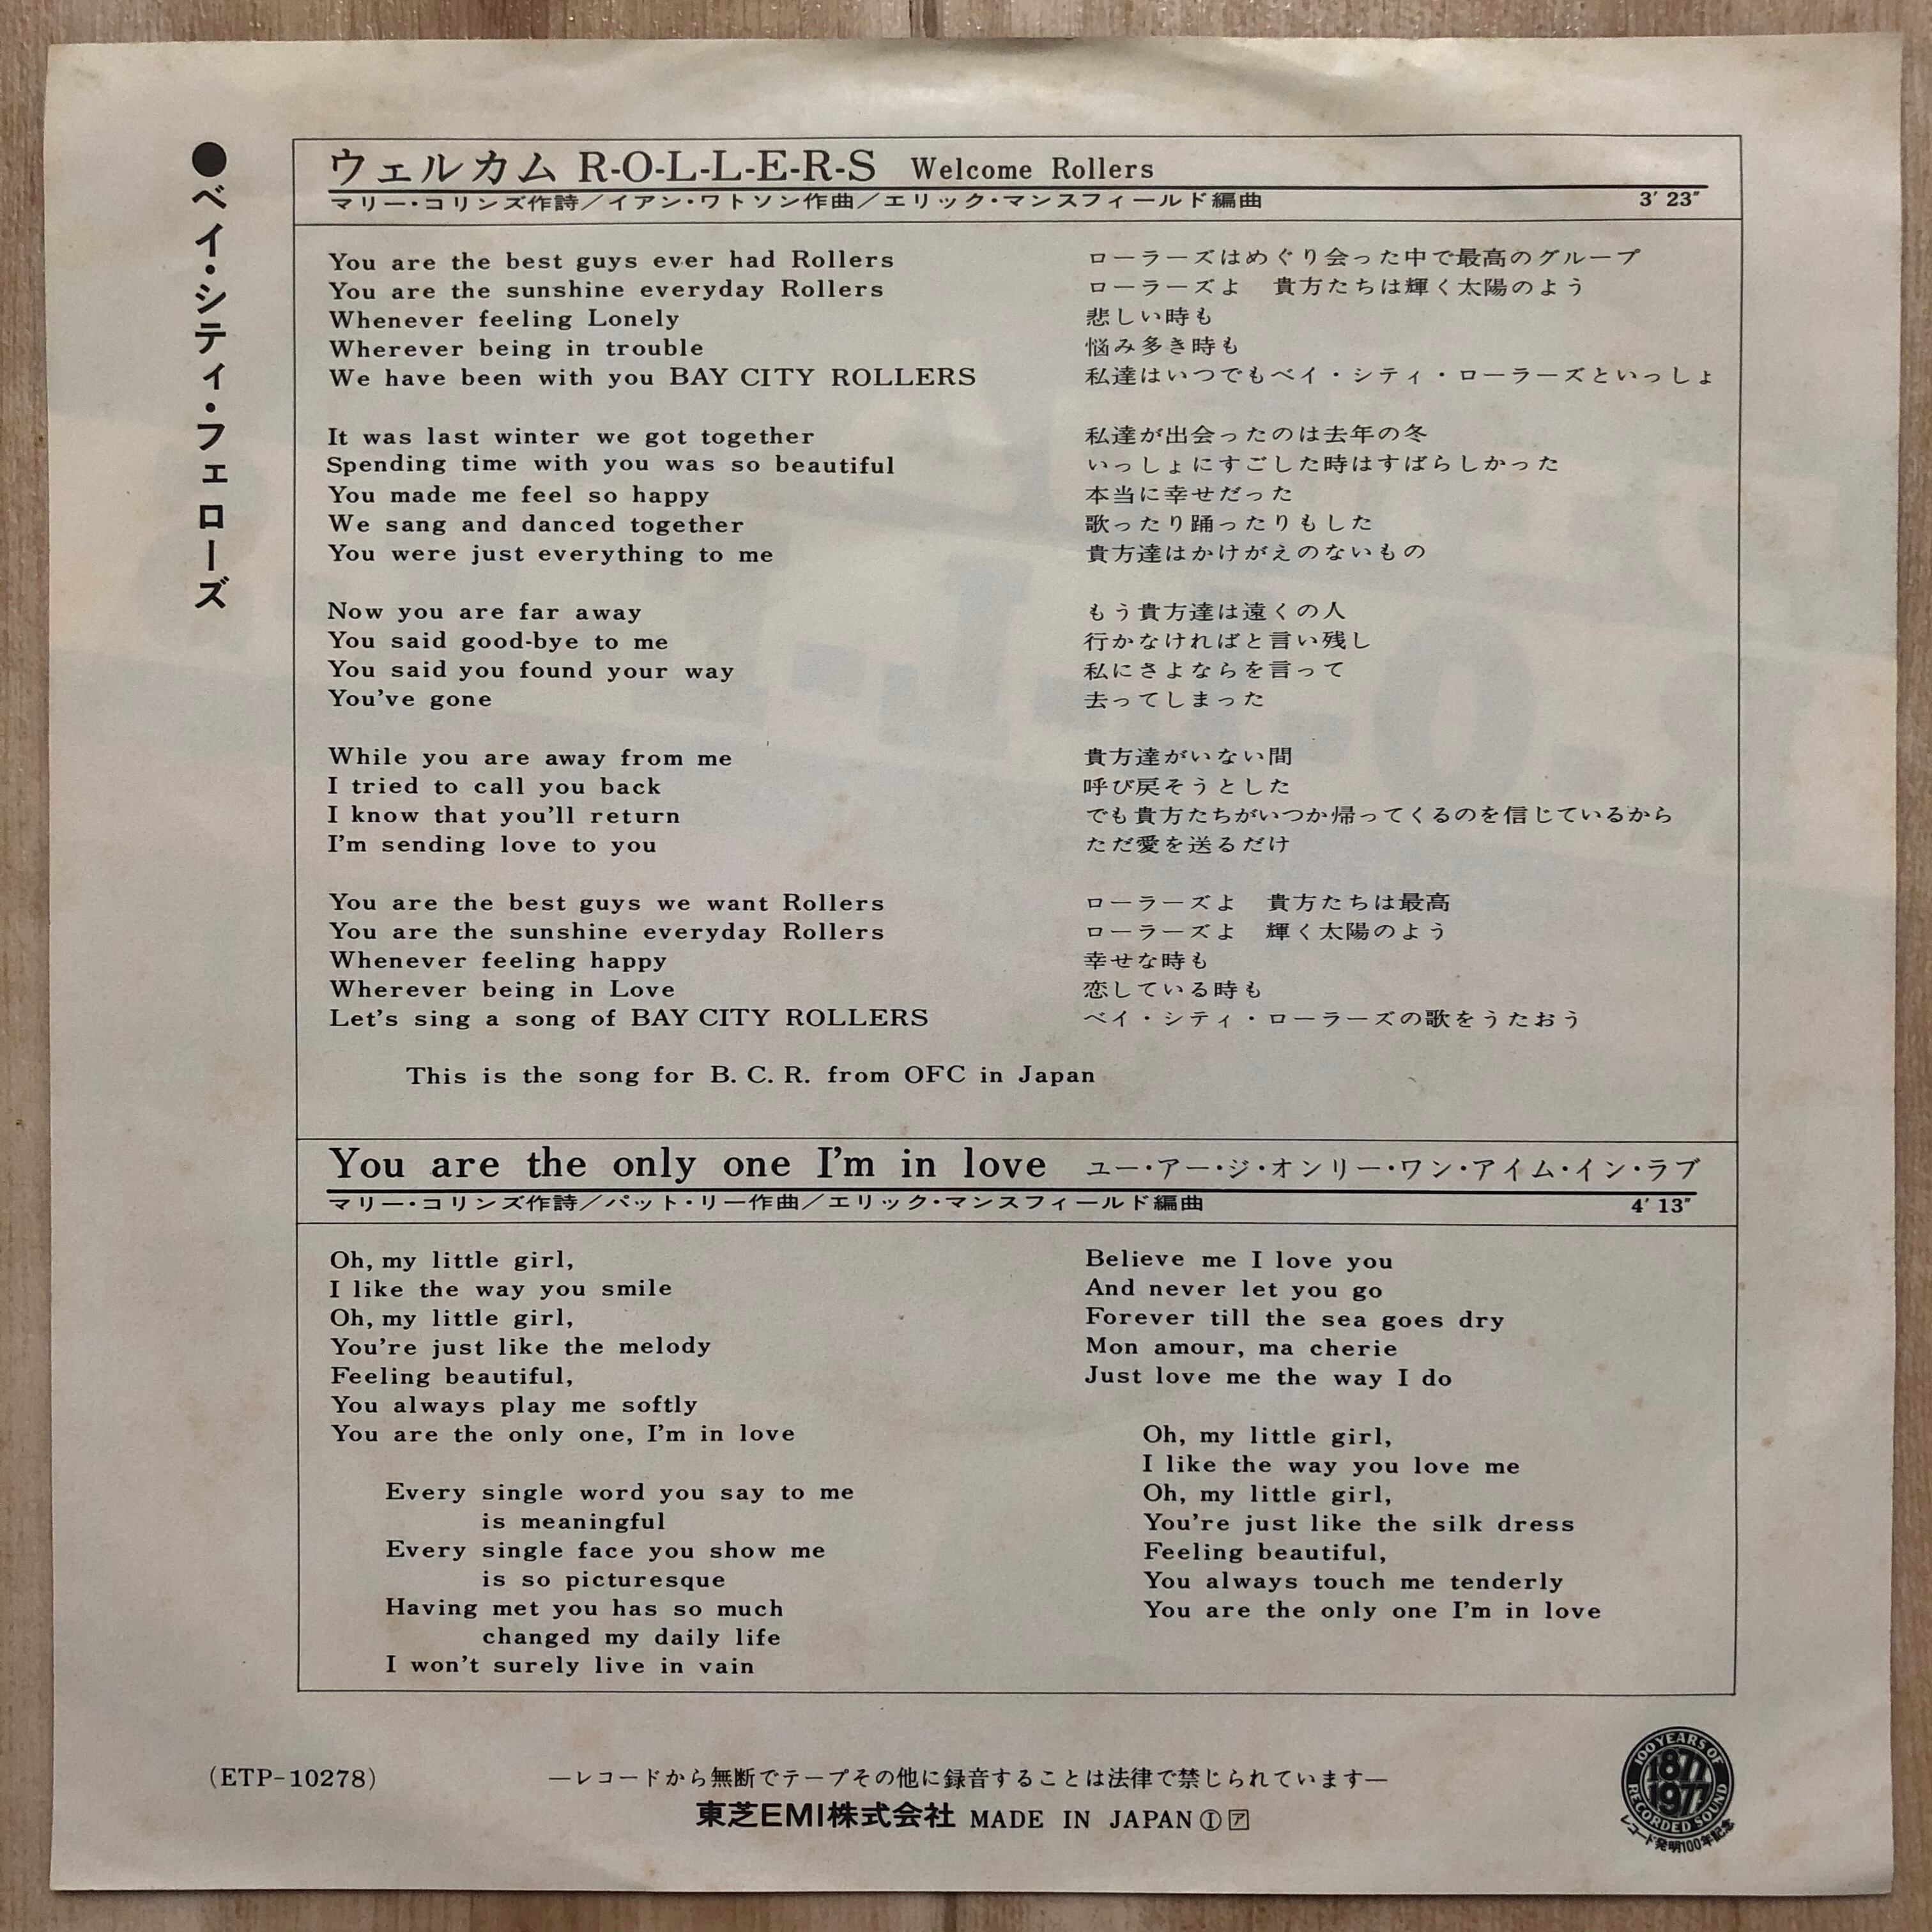 ●ベイ・シティ・フェローズ
ウェルカム R-O-L-L-E-R-S Welcome Rollers
マリー・コリンズ作詩／イアン・ワトソン作曲／エリック・マンスフィールド編曲 3′ 23″
You are the best guys ever had Rollers
You are the sunshine everyday Rollers
Whenever feeling Lonely
Wherever being in trouble
We have been with you BAY CITY ROLLERS
It was last winter we got together
Spending time with you was so beautiful
You made me feel so happy
We sang and danced together
You were just everything to me
Now you are far away
You said good-bye to me
You said you found your way
You've gone
While you are away from me
I tried to call you back
I know that you'll return
I'm sending love to you
You are the best guys we want Rollers
You are the sunshine everyday Rollers
Whenever feeling happy
Wherever being in Love
Let's sing a song of BAY CITY ROLLERS
This is the song for B. C. R. from OFC in Japan
ローラーズはめぐり会った中で最高のグループ
ローラーズよ 貴方たちは輝く太陽のよう
悲しい時も
悩み多き時も
私達はいつでもベイ・シティ・ローラーズといっしょ
私達が出会ったのは去年の冬
いっしょにすごした時はすばらしかった
本当に幸せだった
歌ったり踊ったりもした
貴方達はかけがえのないもの
もう貴方達は遠くの人
行かなければと言い残し
私にさよならを言って
去ってしまった
貴方達がいない間
呼び戻そうとした
でも貴方たちがいつか帰ってくるのを信じているから
ただ愛を送るだけ
ローラーズよ 貴方たちは最高
ローラーズよ 輝く太陽のよう
幸せな時も
恋している時も
ベイ・シティ・ローラーズの歌をうたおう
You are the only one I'm in love ユー・アー・ジ・オンリー・ワン・アイム・イン・ラブ
マリー・コリンズ作詩／パット・リー作曲／エリック・マンスフィールド編曲 4′ 13″
Oh, my little girl,
I like the way you smile
Oh, my little girl,
You're just like the melody
Feeling beautiful,
You always play me softly
You are the only one, I'm in love
Every single word you say to me
is meaningful
Every single face you show me
is so picturesque
Having met you has so much
changed my daily life
I won't surely live in vain
Believe me I love you
And never let you go
Forever till the sea goes dry
Mon amour, ma cherie
Just love me the way I do
Oh, my little girl,
I like the way you love me
Oh, my little girl,
You're just like the silk dress
Feeling beautiful,
You always touch me tenderly
You are the only one I'm in love
(ETP-10278)
―レコードから無断でテープその他に録音することは法律で禁じられています―
東芝EMI株式会社 MADE IN JAPAN Ⓘ ア
100 YEARS OF
1877
1977
RECORDED SOUND
レコード発明100年記念